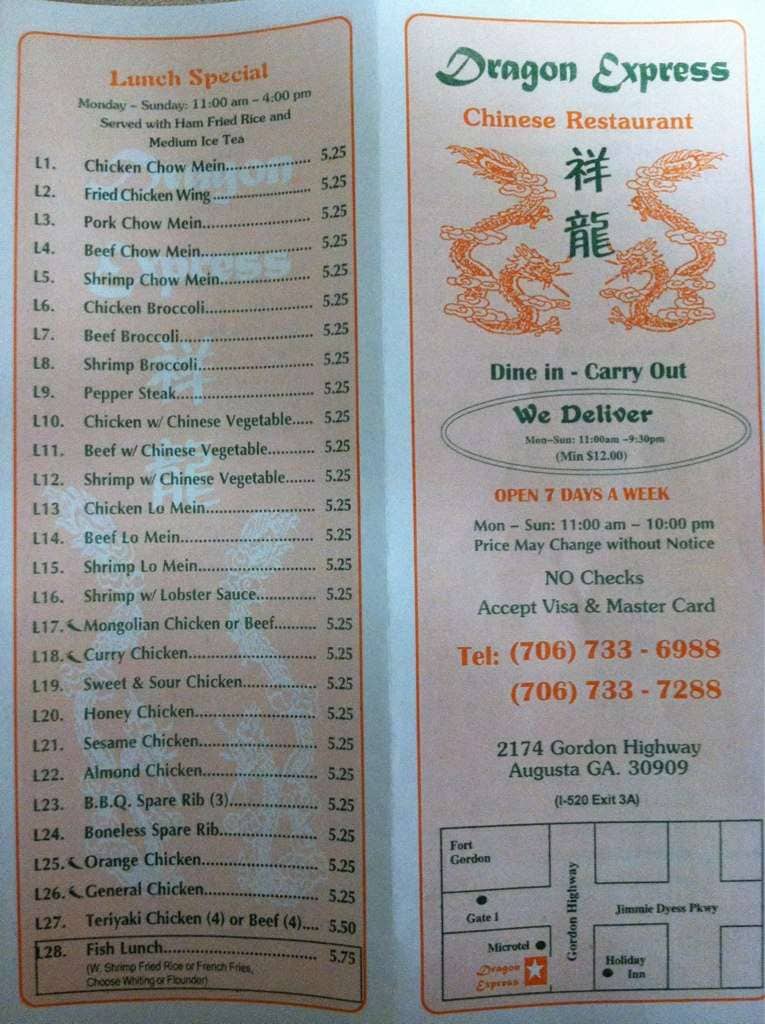 Lunch Special
Monday - Sunday: 11:00 am - 4:00 pm
Served with Ham Fried Rice and
Medium Ice Tea
L1. Chicken Chow Mein.................... 5.25
L2. Fried Chicken Wing ....................... 5.25
L3. Pork Chow Mein.......................... 5.25
L4. Beef Chow Mein.......................... 5.25
L5. Shrimp Chow Mein...................... 5.25
L6. Chicken Broccoli.......................... 5.25
L7. Beef Broccoli................................ 5.25
L8. Shrimp Broccoli............................ 5.25
L9. Pepper Steak................................ 5.25
L10. Chicken w/ Chinese Vegetable..... 5.25
L11. Beef w/ Chinese Vegetable........... 5.25
L12. Shrimp w/ Chinese Vegetable....... 5.25
L13 Chicken Lo Mein.......................... 5.25
L14. Beef Lo Mein................................ 5.25
L15. Shrimp Lo Mein........................... 5.25
L16. Shrimp w/ Lobster Sauce.............. 5.25
L17. Mongolian Chicken or Beef.......... 5.25
L18. Curry Chicken.............................. 5.25
L19. Sweet & Sour Chicken.................. 5.25
L20. Honey Chicken............................. 5.25
L21. Sesame Chicken............................ 5.25
L22. Almond Chicken........................... 5.25
L23. B.B.Q. Spare Rib (3)..................... 5.25
L24. Boneless Spare Rib........................ 5.25
L25. Orange Chicken............................ 5.25
L26. General Chicken........................... 5.25
L27. Teriyaki Chicken (4) or Beef (4).... 5.50
L28. Fish Lunch.................................... 5.75
(W. Shrimp Fried Rice or French Fries,
Choose Whiting or Flounder)
Dragon Express
Chinese Restaurant
祥
龍
Dine in - Carry Out
We Deliver
Mon-Sun: 11:00am -9:30pm
(Min $12.00)
OPEN 7 DAYS A WEEK
Mon - Sun: 11:00 am - 10:00 pm
Price May Change without Notice
NO Checks
Accept Visa & Master Card
Tel: (706) 733 - 6988
(706) 733 - 7288
2174 Gordon Highway
Augusta GA. 30909
(I-520 Exit 3A)
Fort
Gordon
Gate 1
Gordon Highway
Jimmie Dyess Pkwy
Microtel
Dragon
Express
Holiday
Inn